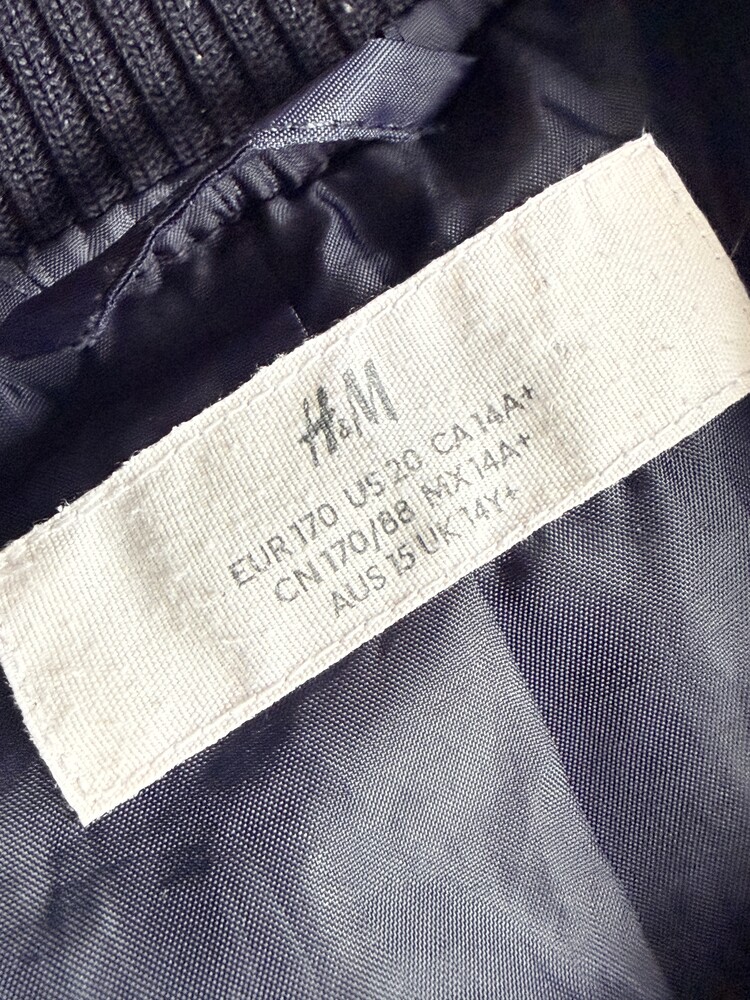 H&M
EUR 170 US 20 CA 14A+
CN 170/88 MX 14A+
AUS 15 UK 14Y+